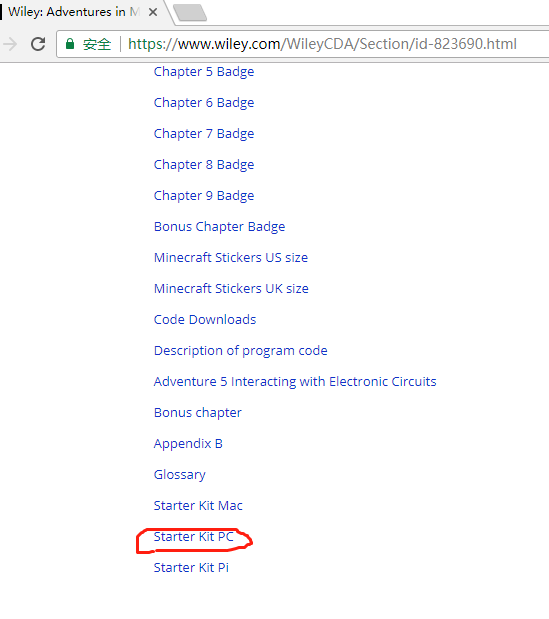 Wiley: Adventures in M
安全 https://www.wiley.com/WileyCDA/Section/id-823690.html
Chapter 5 Badge
Chapter 6 Badge
Chapter 7 Badge
Chapter 8 Badge
Chapter 9 Badge
Bonus Chapter Badge
Minecraft Stickers US size
Minecraft Stickers UK size
Code Downloads
Description of program code
Adventure 5 Interacting with Electronic Circuits
Bonus chapter
Appendix B
Glossary
Starter Kit Mac
Starter Kit PC
Starter Kit Pi